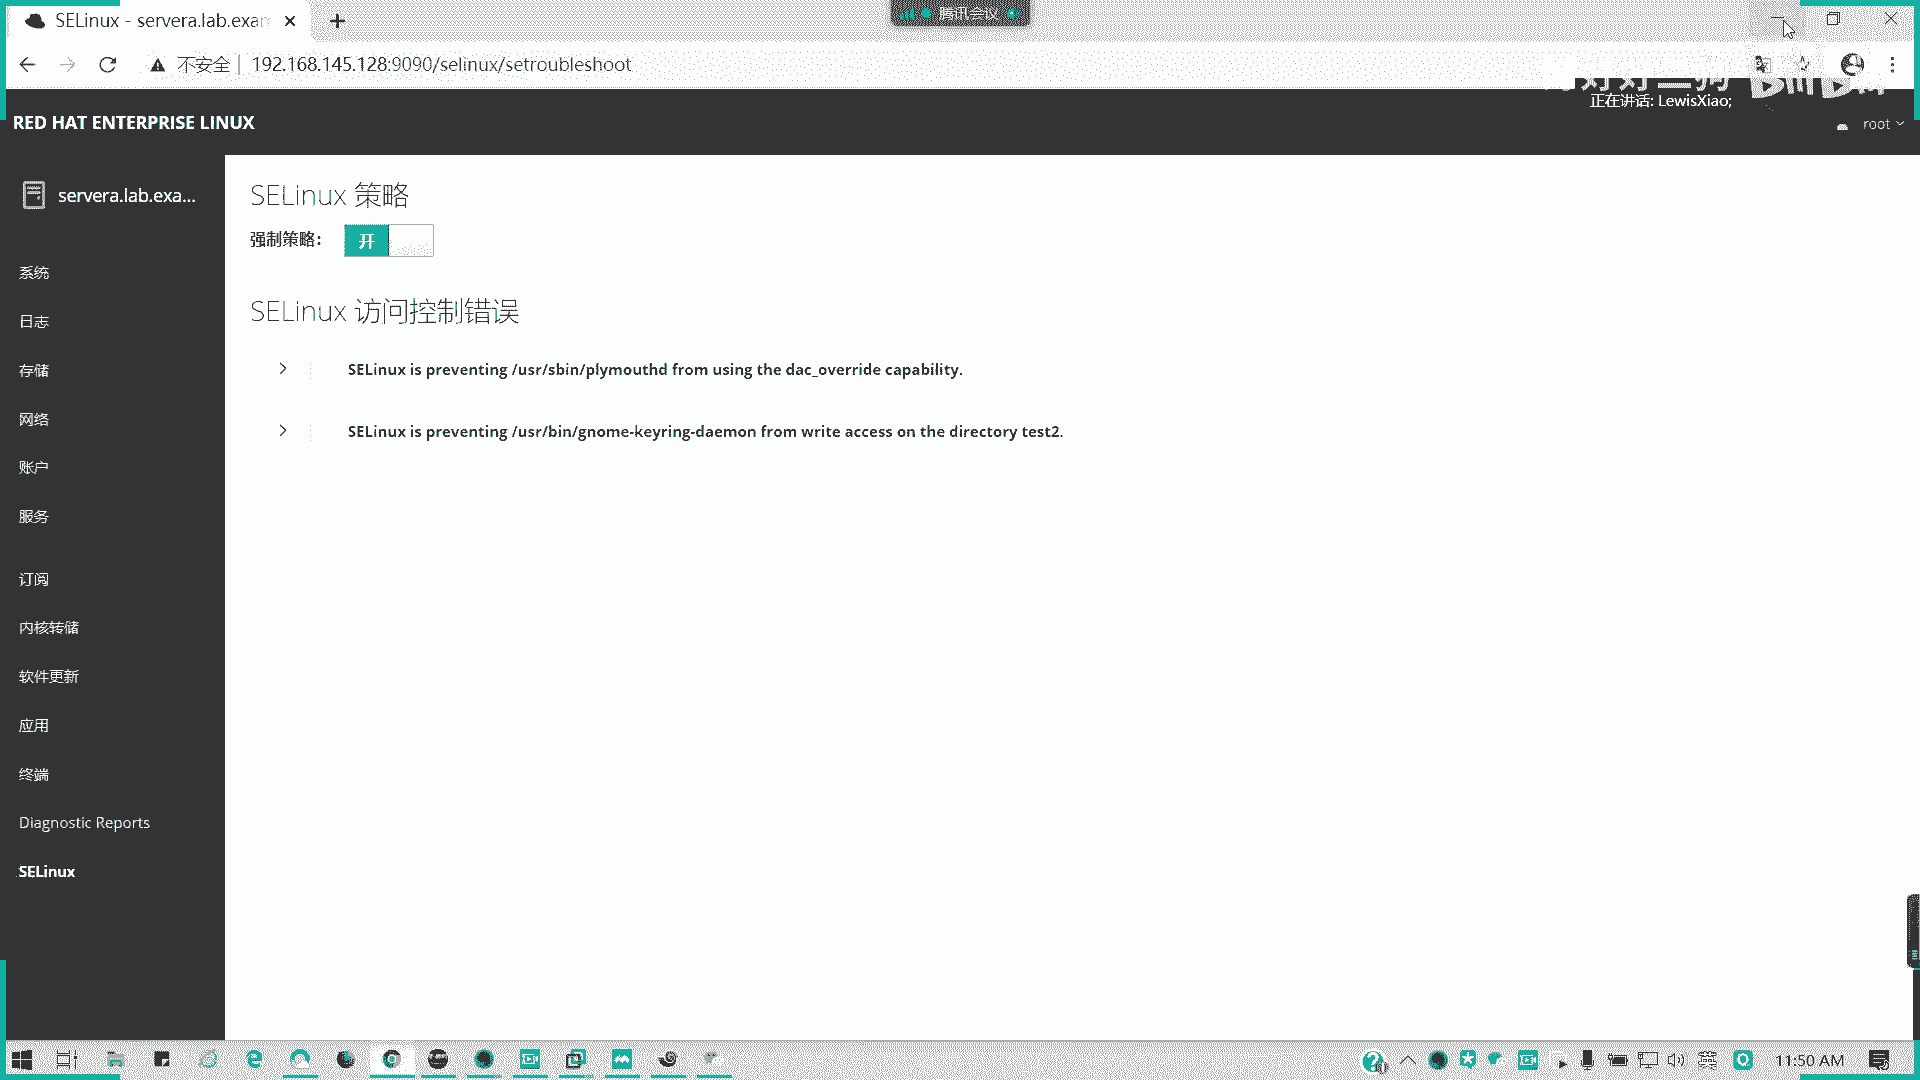 SELinux - servera.lab.exam
腾讯会议
不安全 | 192.168.145.128:9090/selinux/setroubleshoot
正在讲话: LewisXiao;
RED HAT ENTERPRISE LINUX
root
servera.lab.exa...
SELinux 策略
强制策略：
开
系统
SELinux 访问控制错误
日志
存储
SELinux is preventing /usr/sbin/plymouthd from using the dac_override capability.
网络
SELinux is preventing /usr/bin/gnome-keyring-daemon from write access on the directory test2.
账户
服务
订阅
内核转储
软件更新
应用
终端
Diagnostic Reports
SELinux
英
11:50 AM